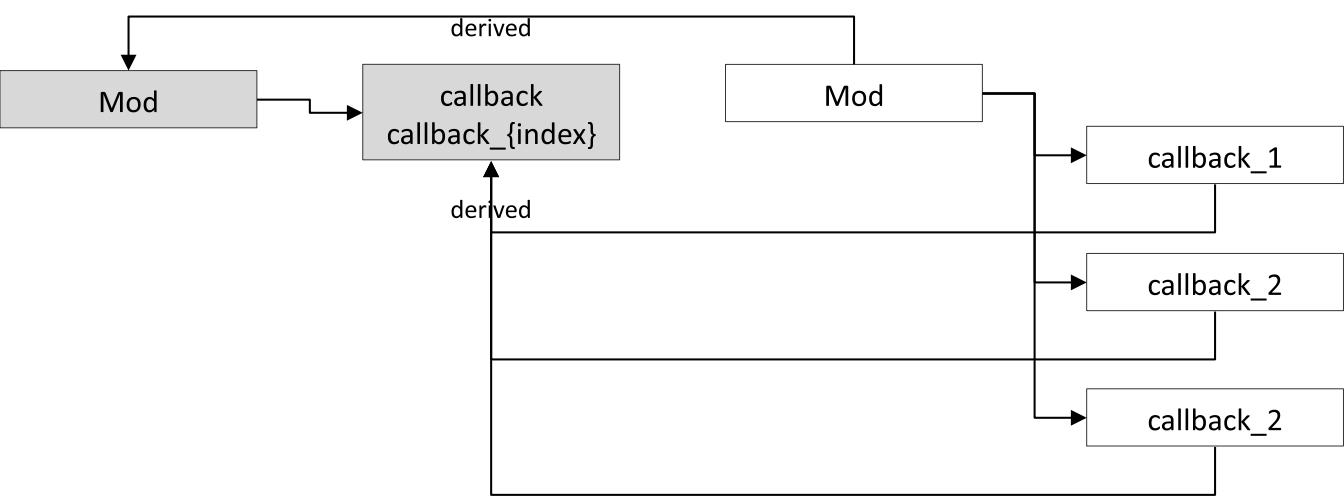 derived
Mod
callback
callback_{index}
Mod
callback_1
derived
callback_2
callback_2